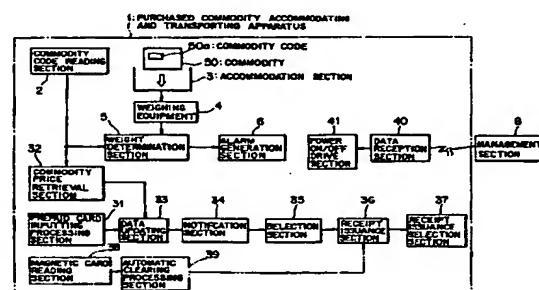 1: PURCHASED COMMODITY ACCOMMODATING
AND TRANSPORTING APPARATUS
COMMODITY
CODE READING
SECTION
2
50a: COMMODITY CODE
50: COMMODITY
3: ACCOMMODATION SECTION
WEIGHING
EQUIPMENT
4
5
WEIGHT
DETERMINATION
SECTION
6
ALARM
GENERATION
SECTION
41
POWER
ON/OFF
DRIVE SECTION
40
DATA
RECEPTION
SECTION
8
MANAGEMENT
SECTION
32
COMMODITY
PRICE
RETRIEVAL SECTION
31
PREPAID CARD
INPUTTING PROCESSING
SECTION
33
DATA
UPDATING
SECTION
34
NOTIFICATION
SECTION
35
SELECTION
SECTION
36
RECEIPT
ISSUANCE
SECTION
37
RECEIPT
ISSUANCE
SELECTION SECTION
38
MAGNETIC CARD
READING
SECTION
39
AUTOMATIC
CLEARING
PROCESSING
SECTION